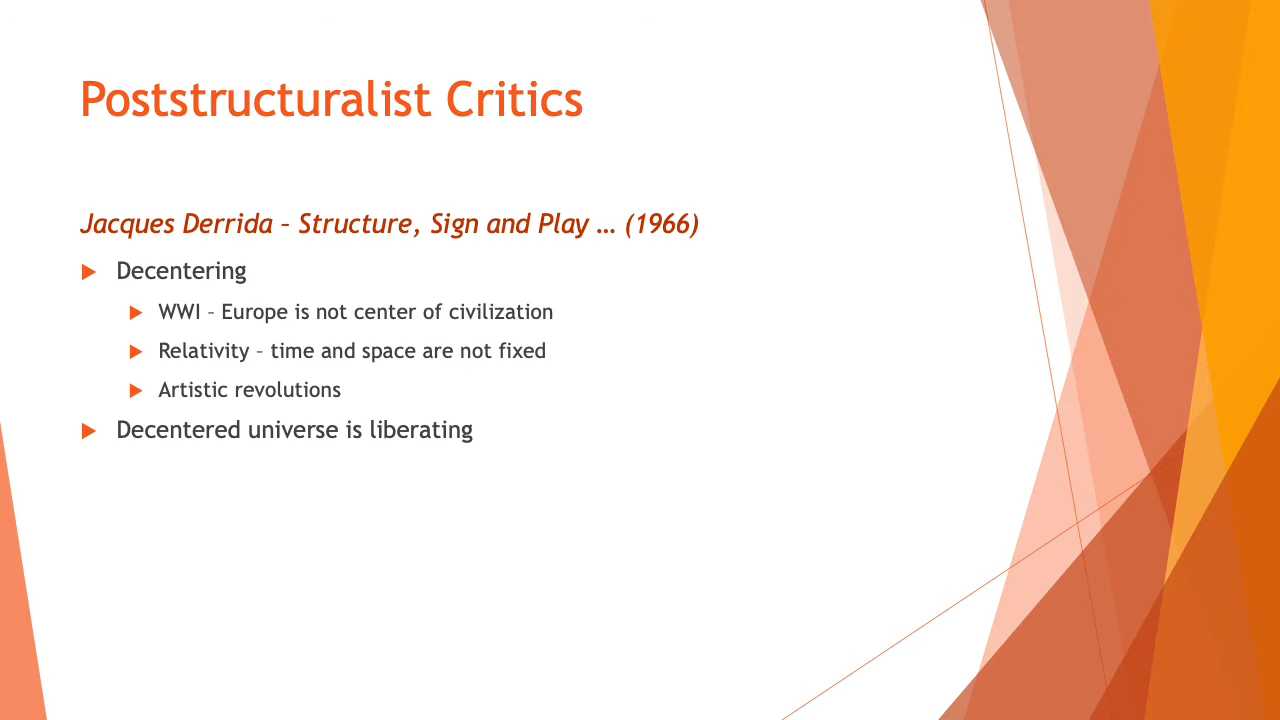 Poststructuralist Critics
Jacques Derrida – Structure, Sign and Play … (1966)
Decentering
WWI – Europe is not center of civilization
Relativity – time and space are not fixed
Artistic revolutions
Decentered universe is liberating